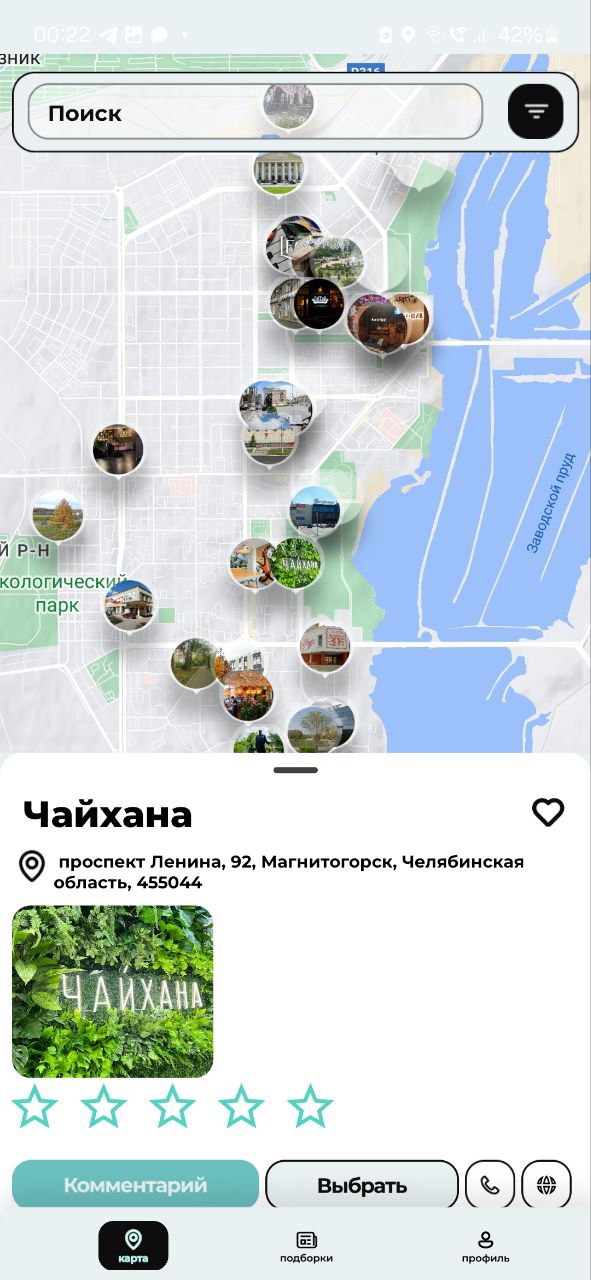 00:22
42%
зник
Поиск
Заводской пруд
Й Р-Н
кологический
парк
ЧАЙХАНА
Чайхана
проспект Ленина, 92, Магнитогорск, Челябинская
область, 455044
ЧАЙХАНА
Комментарий
Выбрать
карта
подборки
профиль